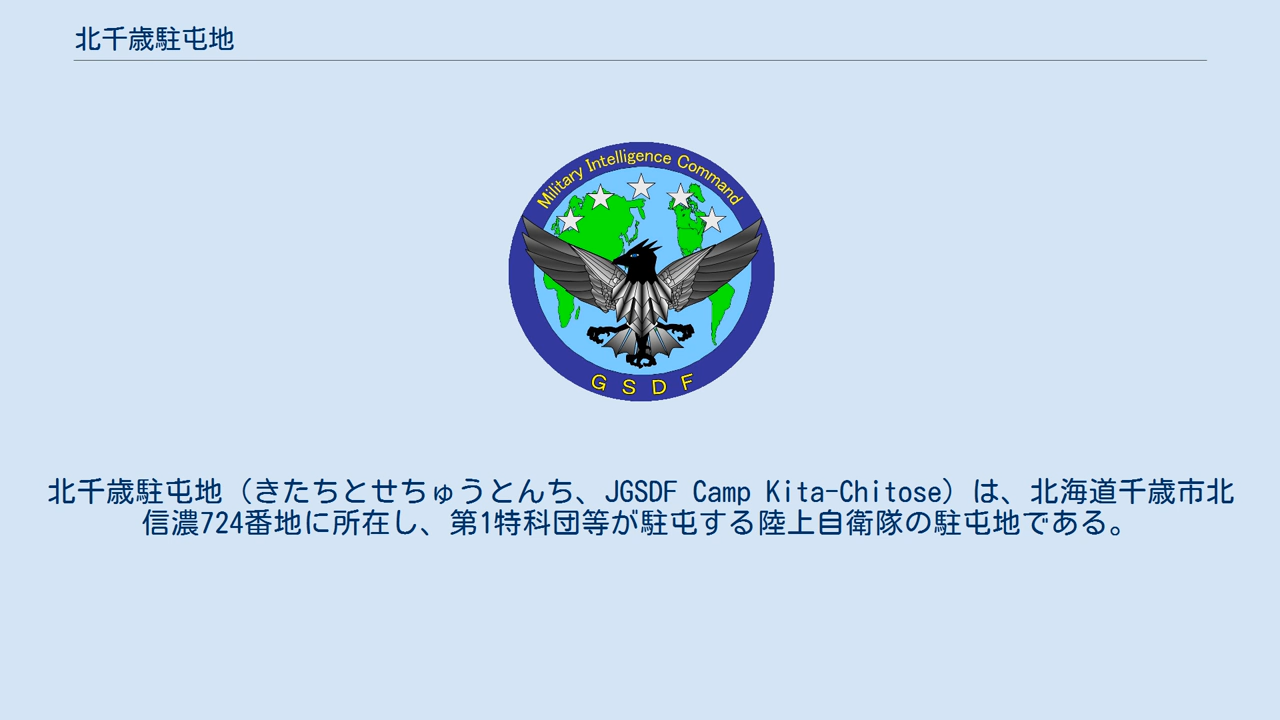 北千歳駐屯地
Military Intelligence Command
GSDF
北千歳駐屯地（きたちとせちゅうとんち、JGSDF Camp Kita-Chitose）は、北海道千歳市北
信濃724番地に所在し、第1特科団等が駐屯する陸上自衛隊の駐屯地である。